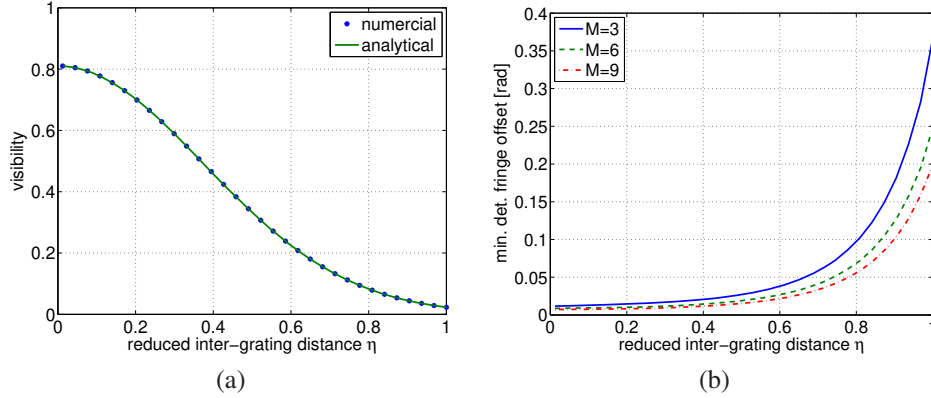 numercial
analytical
visibility
1
0.8
0.6
0.4
0.2
0
0 0.2 0.4 0.6 0.8 1
reduced inter−grating distance η
(a)
M=3
M=6
M=9
min. det. fringe offset [rad]
0.4
0.35
0.3
0.25
0.2
0.15
0.1
0.05
0
0 0.2 0.4 0.6 0.8 1
reduced inter−grating distance η
(b)